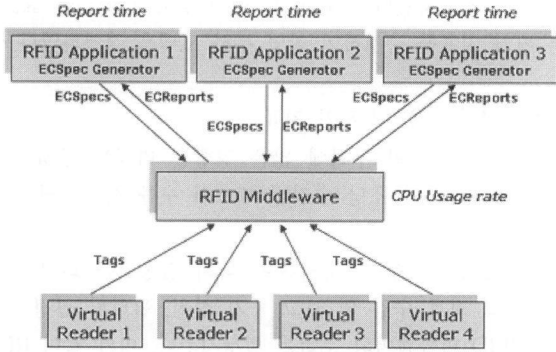 Report time
Report time
Report time
RFID Application 1
ECSpec Generator
RFID Application 2
ECSpec Generator
RFID Application 3
ECSpec Generator
ECSpecs
ECReports
ECSpecs
ECReports
ECSpecs
ECReports
RFID Middleware
CPU Usage rate
Tags
Tags
Tags
Tags
Virtual
Reader 1
Virtual
Reader 2
Virtual
Reader 3
Virtual
Reader 4